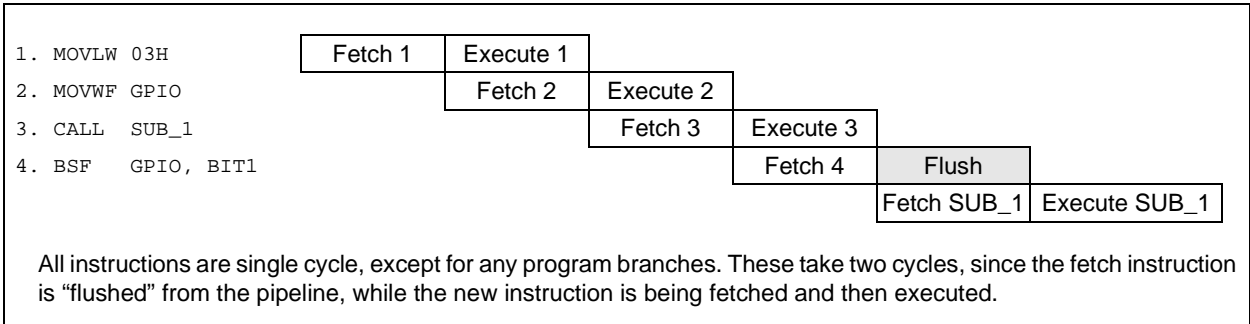 1. MOVLW 03H Fetch 1 Execute 1
2. MOVWF GPIO Fetch 2 Execute 2
3. CALL SUB_1 Fetch 3 Execute 3
4. BSF GPIO, BIT1 Fetch 4 Flush
Fetch SUB_1 Execute SUB_1
All instructions are single cycle, except for any program branches. These take two cycles, since the fetch instruction
is “flushed” from the pipeline, while the new instruction is being fetched and then executed.